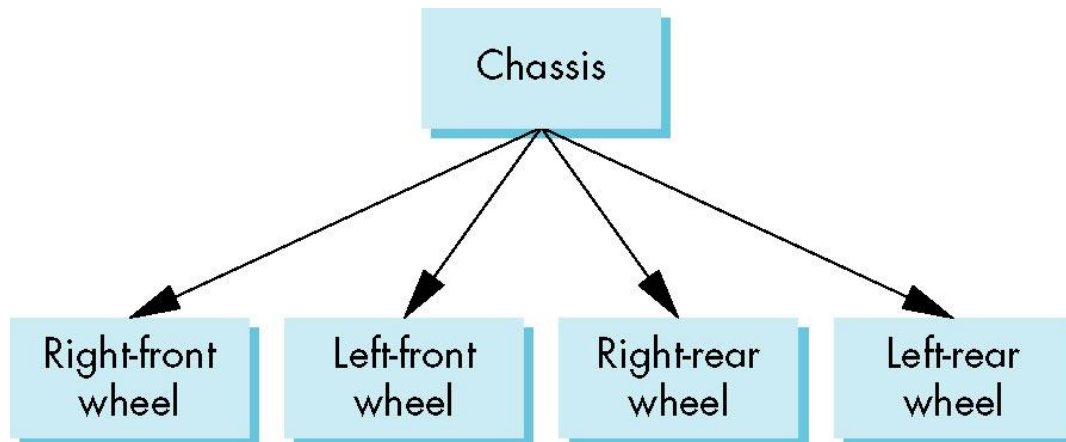 Chassis
Right-front
wheel
Left-front
wheel
Right-rear
wheel
Left-rear
wheel